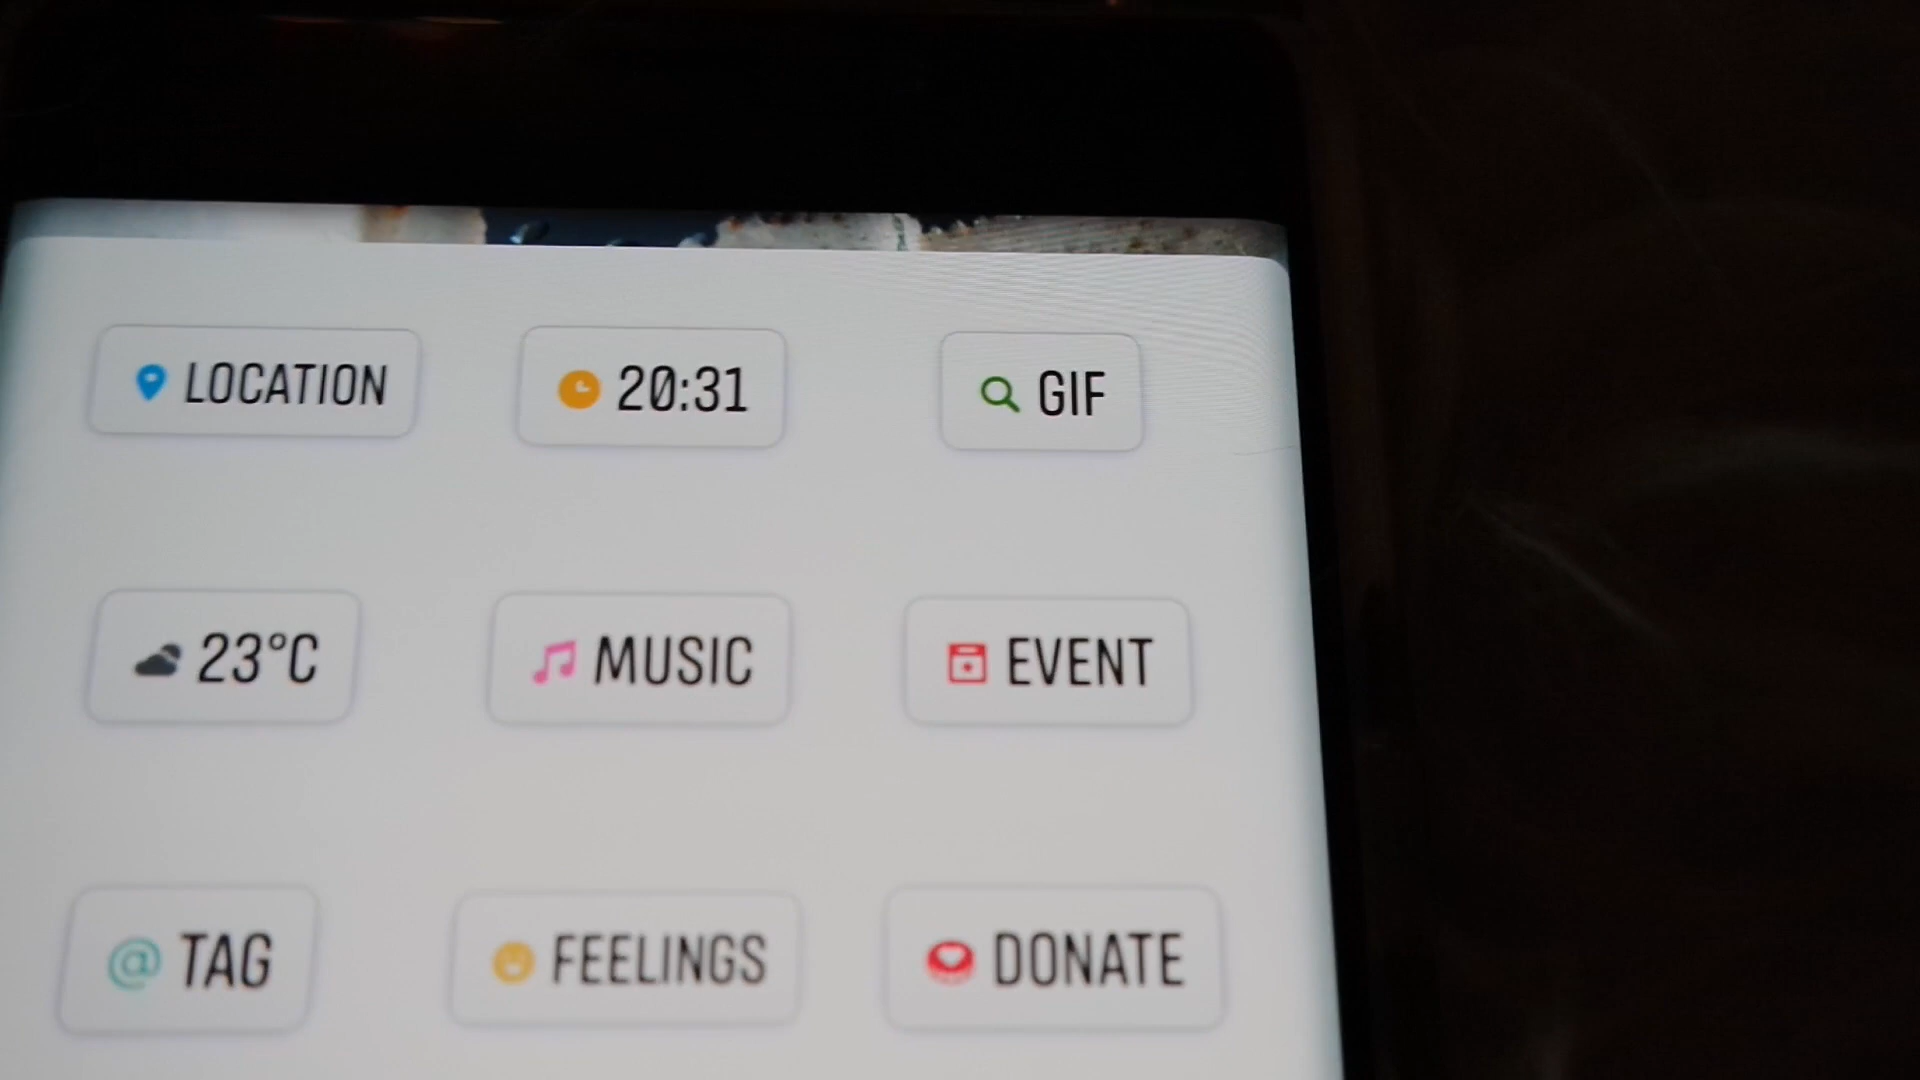 LOCATION
20:31
GIF
23°C
MUSIC
EVENT
@ TAG
FEELINGS
DONATE